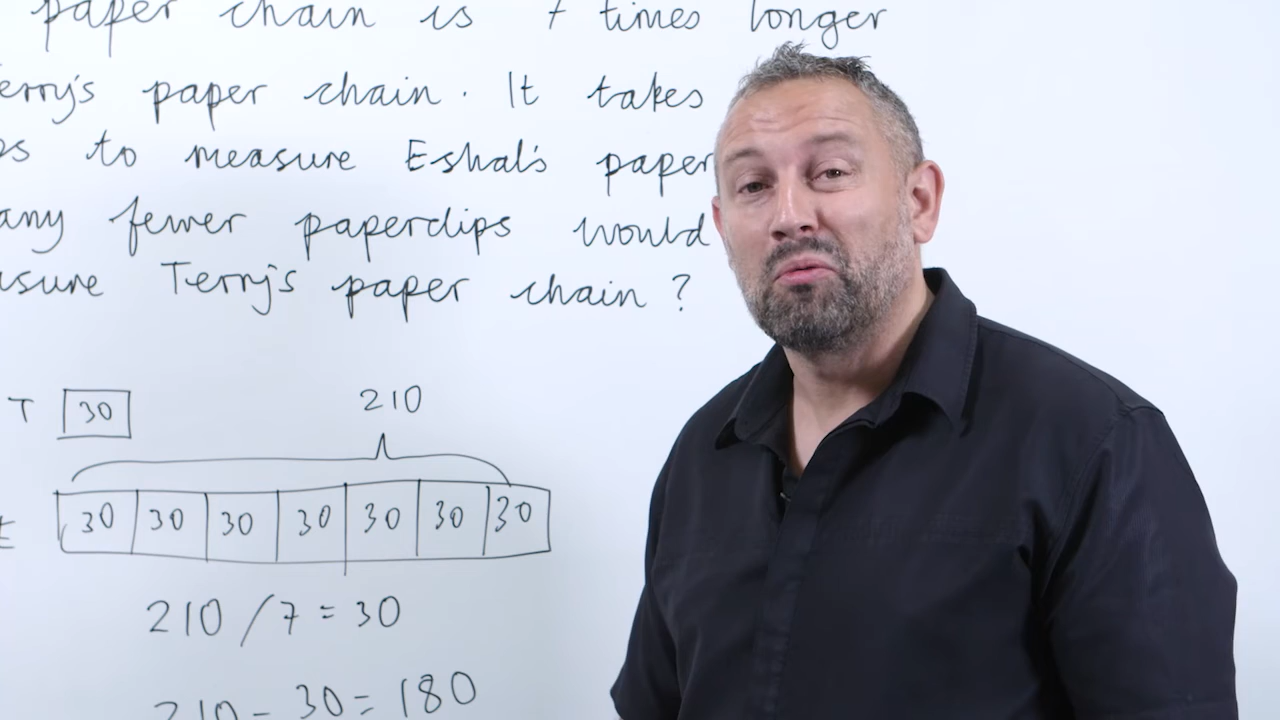 paper chain is 7 times longer
Terry's paper chain. It takes
to measure Eshal's paper
fewer paperclips would
Terry's paper chain?
T 30
210
E 30 30 30 30 30 30 30
210 / 7 = 30
210 - 30 = 180